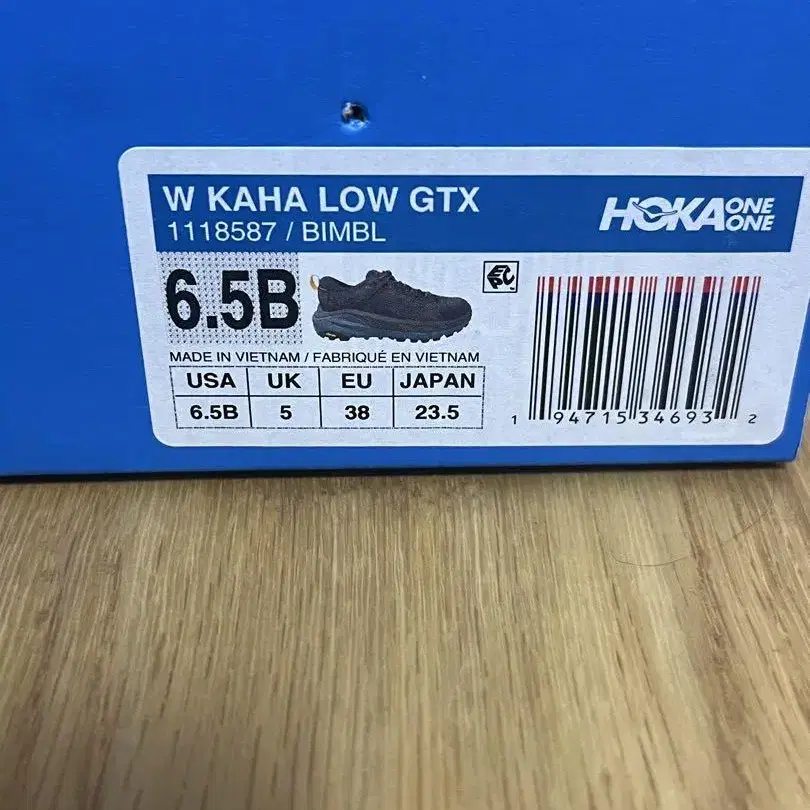 W KAHA LOW GTX
1118587 / BIMBL
HOKA ONE ONE
6.5B
MADE IN VIETNAM / FABRIQUÉ EN VIETNAM
USA UK EU JAPAN
6.5B 5 38 23.5
1 94715 34693 2